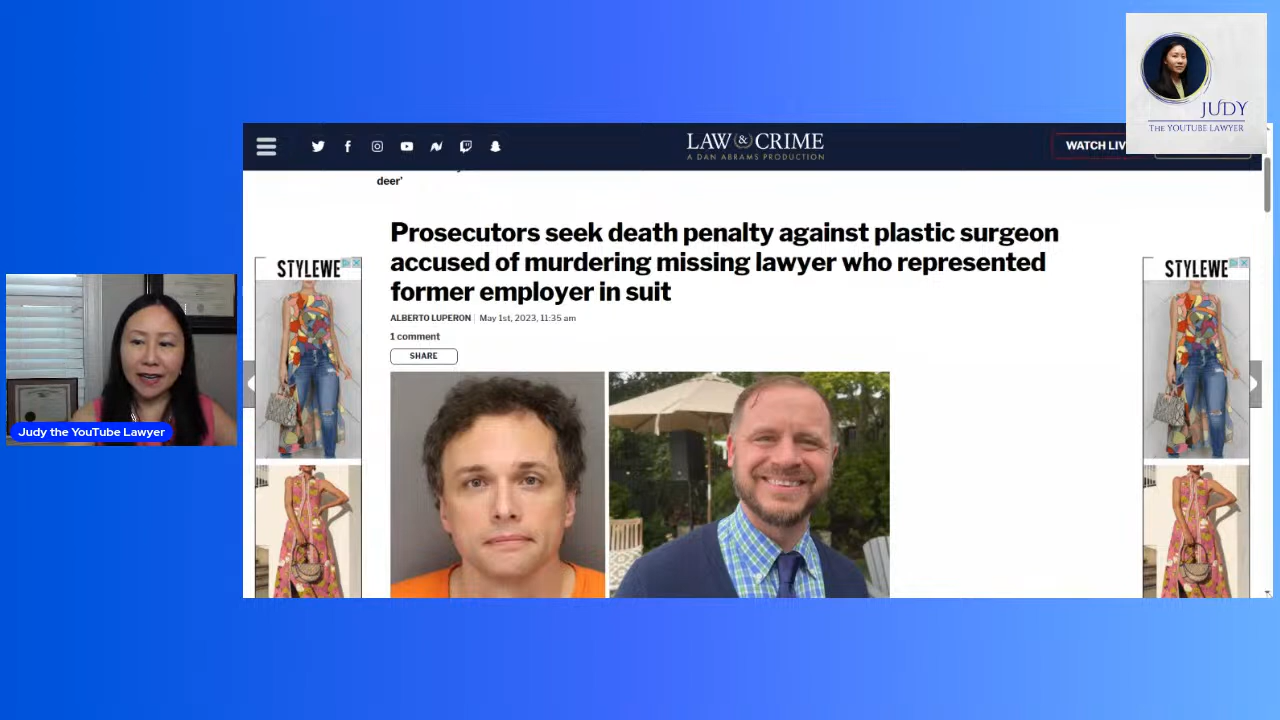 JUDY
THE YOUTUBE LAWYER
LAW & CRIME
A DAN ABRAMS PRODUCTION
WATCH LIV
deer'
Prosecutors seek death penalty against plastic surgeon
accused of murdering missing lawyer who represented
former employer in suit
ALBERTO LUPERON | May 1st, 2023, 11:35 am
1 comment
SHARE
STYLEWE
STYLEWE
Judy the YouTube Lawyer